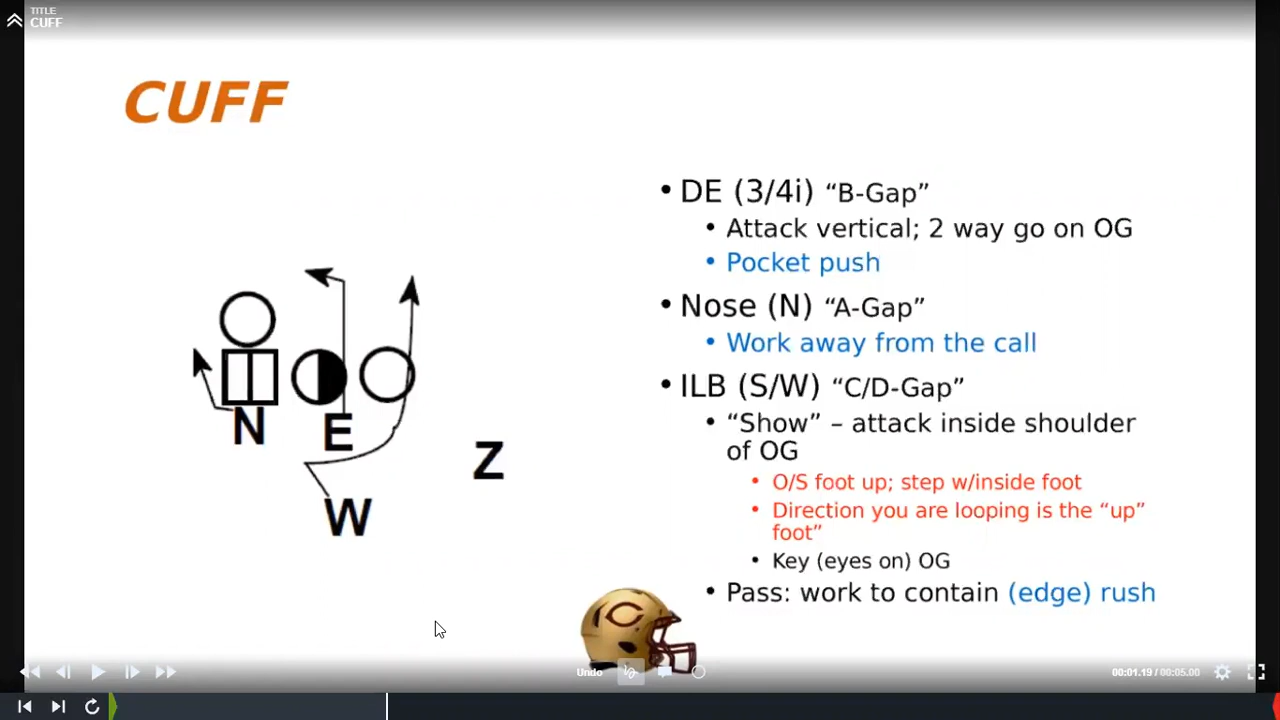 TITLE
CUFF
CUFF
• DE (3/4i) “B-Gap”
• Attack vertical; 2 way go on OG
• Pocket push
• Nose (N) “A-Gap”
• Work away from the call
• ILB (S/W) “C/D-Gap”
• “Show” – attack inside shoulder
of OG
• O/S foot up; step w/inside foot
• Direction you are looping is the “up”
foot”
• Key (eyes on) OG
• Pass: work to contain (edge) rush
N
E
Z
W
C
Undo
00:01.19 / 00:05.00